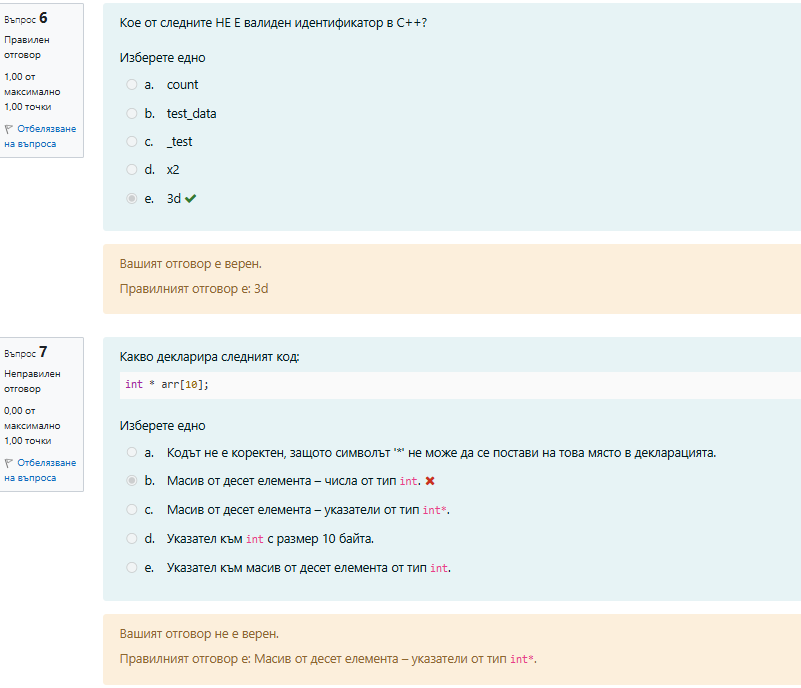 Въпрос 6
Правилен
отговор
1,00 от
максимално
1,00 точки
Отбелязване
на въпроса
Кое от следните НЕ Е валиден идентификатор в C++?
Изберете едно
a. count
b. test_data
c. _test
d. x2
e. 3d
Вашият отговор е верен.
Правилният отговор е: 3d
Въпрос 7
Неправилен
отговор
0,00 от
максимално
1,00 точки
Отбелязване
на въпроса
Какво декларира следният код:
int * arr[10];
Изберете едно
a. Кодът не е коректен, защото символът '*' не може да се постави на това място в декларацията.
b. Масив от десет елемента – числа от тип int.
c. Масив от десет елемента – указатели от тип int*.
d. Указател към int с размер 10 байта.
e. Указател към масив от десет елемента от тип int.
Вашият отговор не е верен.
Правилният отговор е: Масив от десет елемента – указатели от тип int*.